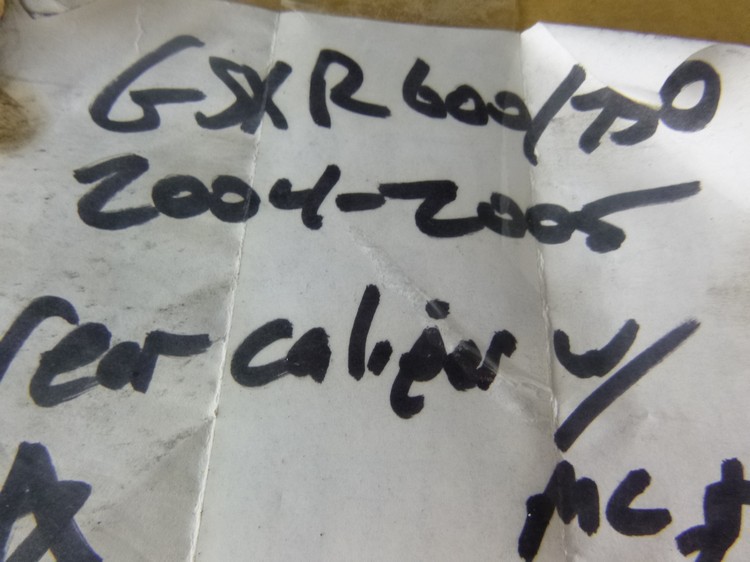 GSXR 600/750
2004-2005
rear caliper w/
MC +